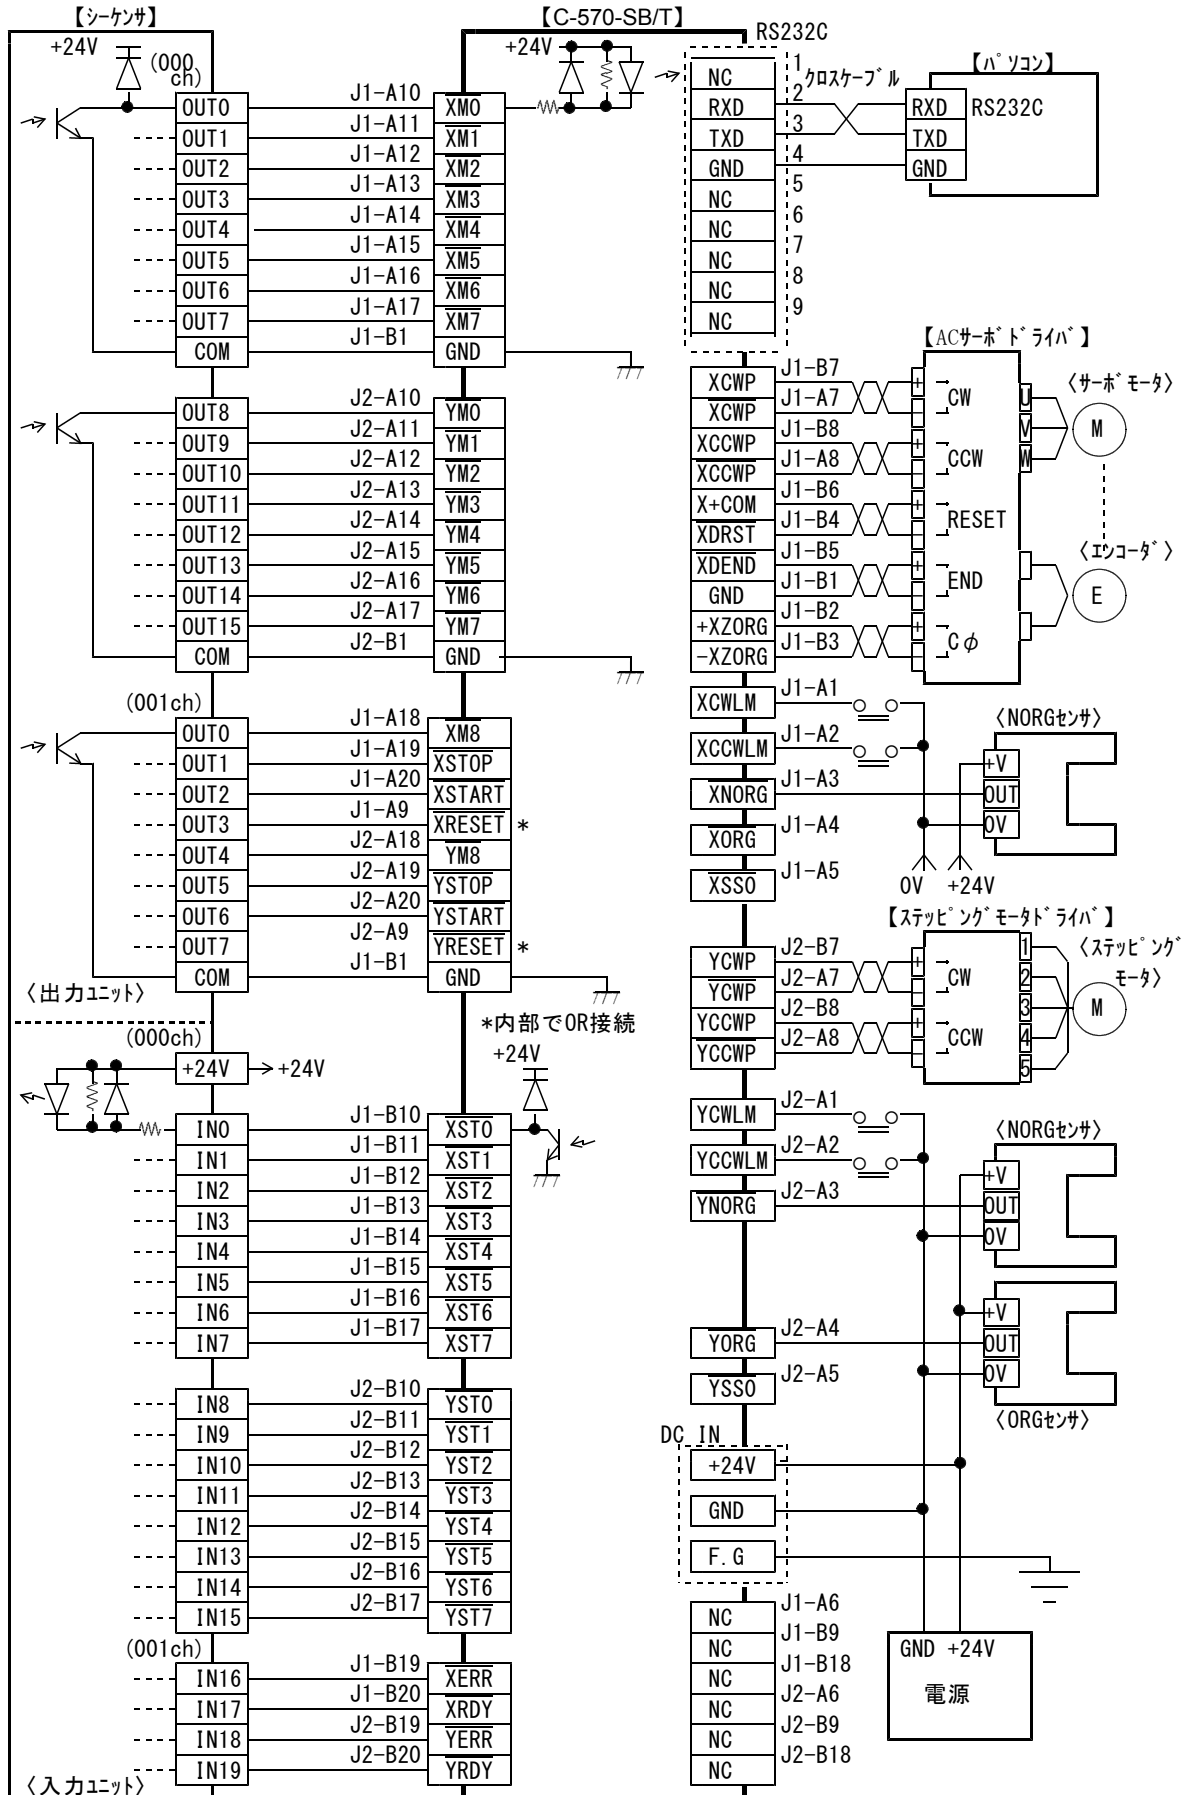 【ｼｰｹﾝｻ】
+24V
(000
ch)
OUT0 J1-A10 XM0
OUT1 J1-A11 XM1
OUT2 J1-A12 XM2
OUT3 J1-A13 XM3
OUT4 J1-A14 XM4
OUT5 J1-A15 XM5
OUT6 J1-A16 XM6
OUT7 J1-A17 XM7
COM J1-B1 GND
OUT8 J2-A10 YM0
OUT9 J2-A11 YM1
OUT10 J2-A12 YM2
OUT11 J2-A13 YM3
OUT12 J2-A14 YM4
OUT13 J2-A15 YM5
OUT14 J2-A16 YM6
OUT15 J2-A17 YM7
COM J2-B1 GND
(001ch)
OUT0 J1-A18 XM8
OUT1 J1-A19 XSTOP
OUT2 J1-A20 XSTART
OUT3 J1-A9 XRESET *
OUT4 J2-A18 YM8
OUT5 J2-A19 YSTOP
OUT6 J2-A20 YSTART
OUT7 J2-A9 YRESET *
COM J1-B1 GND
〈出力ﾕﾆｯﾄ〉
*内部でOR接続
(000ch)
+24V +24V
+24V
IN0 J1-B10 XST0
IN1 J1-B11 XST1
IN2 J1-B12 XST2
IN3 J1-B13 XST3
IN4 J1-B14 XST4
IN5 J1-B15 XST5
IN6 J1-B16 XST6
IN7 J1-B17 XST7
IN8 J2-B10 YST0
IN9 J2-B11 YST1
IN10 J2-B12 YST2
IN11 J2-B13 YST3
IN12 J2-B14 YST4
IN13 J2-B15 YST5
IN14 J2-B16 YST6
IN15 J2-B17 YST7
(001ch)
IN16 J1-B19 XERR
IN17 J1-B20 XRDY
IN18 J2-B19 YERR
IN19 J2-B20 YRDY
〈入力ﾕﾆｯﾄ〉
【C-570-SB/T】
+24V
RS232C
NC 1
RXD 2
TXD 3
GND 4
NC 5
NC 6
NC 7
NC 8
NC 9
ｸﾛｽｹｰﾌﾞﾙ
【ﾊﾟｿｺﾝ】
RXD RS232C
TXD
GND
【ACｻｰﾎﾞﾄﾞﾗｲﾊﾞ】
XCWP J1-B7 +
XCWP J1-A7 − CW
XCCWP J1-B8 +
XCCWP J1-A8 − CCW
X+COM J1-B6 +
XDRST J1-B4 − RESET
XDEND J1-B5 +
GND J1-B1 − END
+XZORG J1-B2 +
-XZORG J1-B3 − Cφ
U
V
W
〈ｻｰﾎﾞﾓｰﾀ〉
M
〈ｴﾝｺｰﾀﾞ〉
E
XCWLM J1-A1
XCCWLM J1-A2
XNORG J1-A3
XORG J1-A4
XSSO J1-A5
〈NORGｾﾝｻ〉
+V
OUT
0V
0V +24V
【ｽﾃｯﾋﾟﾝｸﾞﾓｰﾀﾄﾞﾗｲﾊﾞ】
YCWP J2-B7 +
YCWP J2-A7 − CW
YCCWP J2-B8 +
YCCWP J2-A8 − CCW
1
2
3
4
5
〈ｽﾃｯﾋﾟﾝｸﾞ
ﾓｰﾀ〉
M
YCWLM J2-A1
YCCWLM J2-A2
YNORG J2-A3
〈NORGｾﾝｻ〉
+V
OUT
0V
YORG J2-A4
YSSO J2-A5
+V
OUT
0V
〈ORGｾﾝｻ〉
DC IN
+24V
GND
F.G
NC J1-A6
NC J1-B9
NC J1-B18
NC J2-A6
NC J2-B9
NC J2-B18
GND +24V
電源